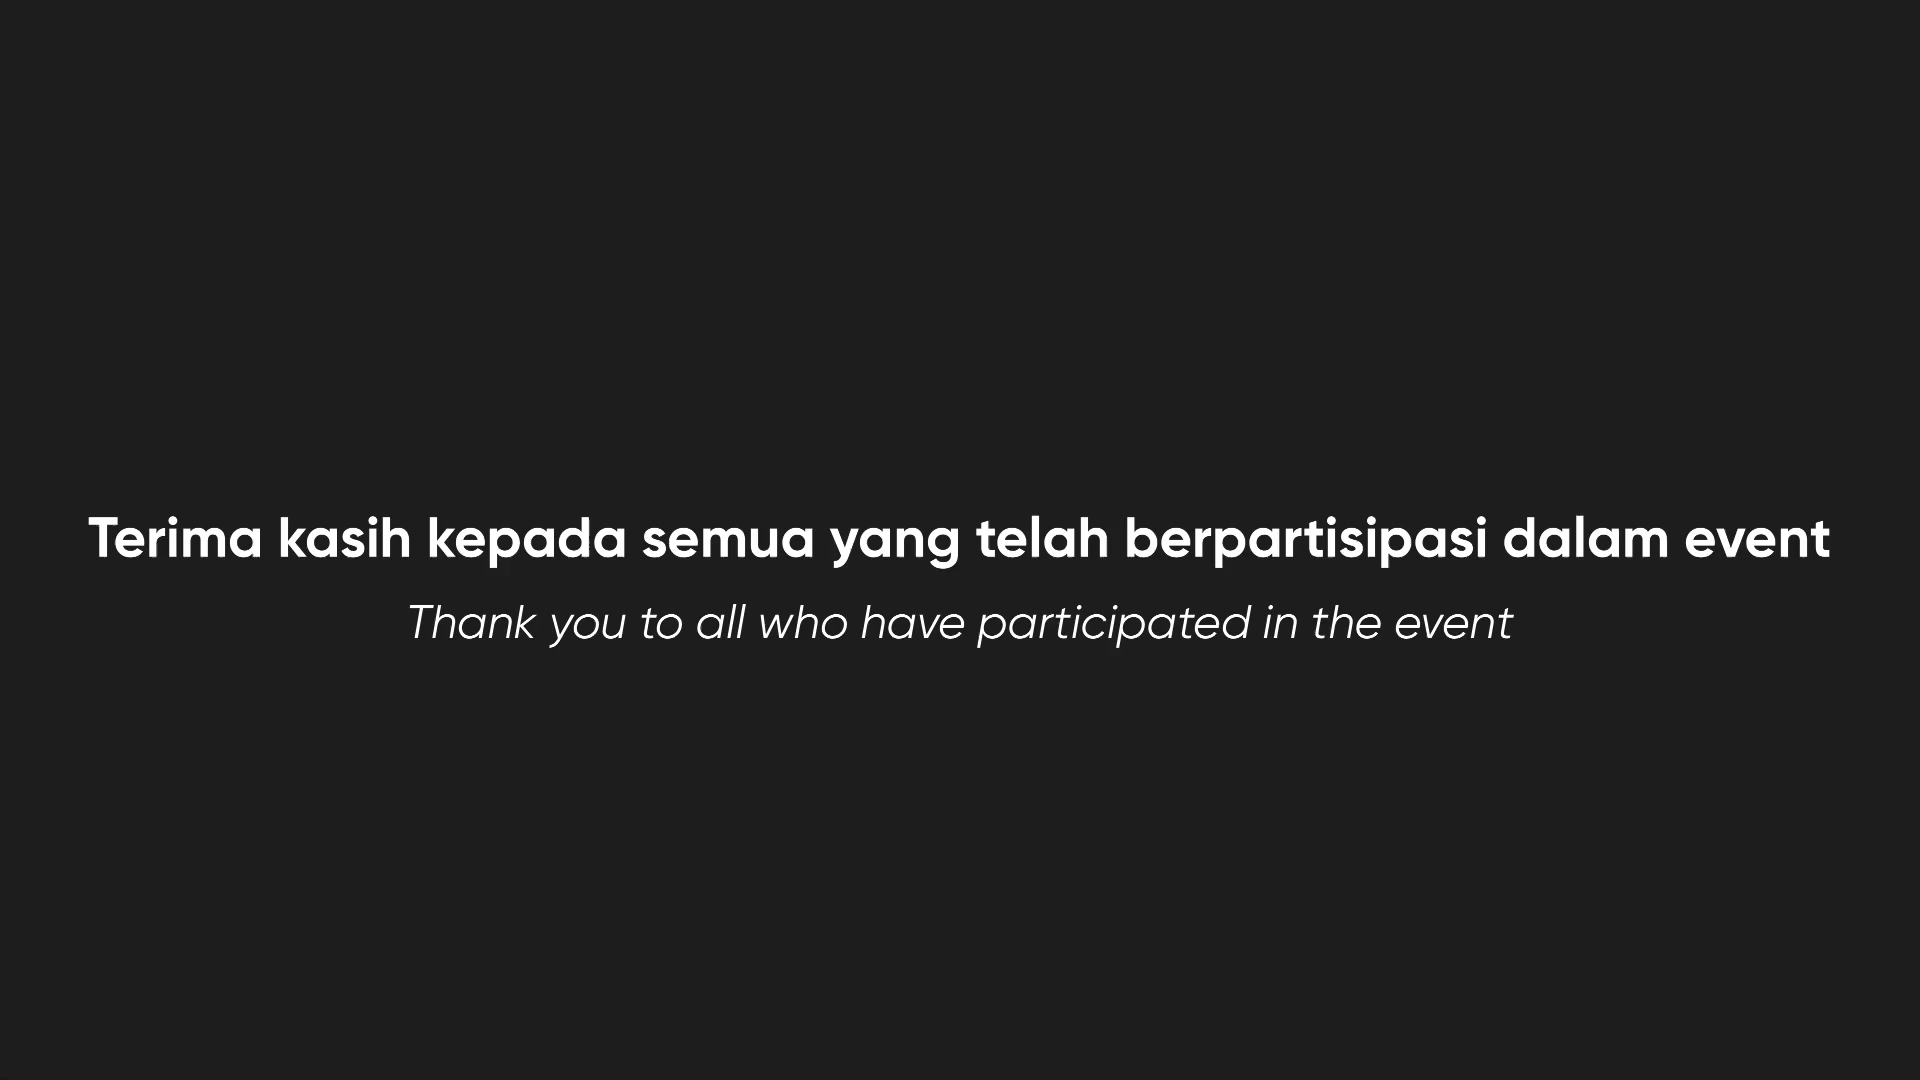 Terima kasih kepada semua yang telah berpartisipasi dalam event
Thank you to all who have participated in the event